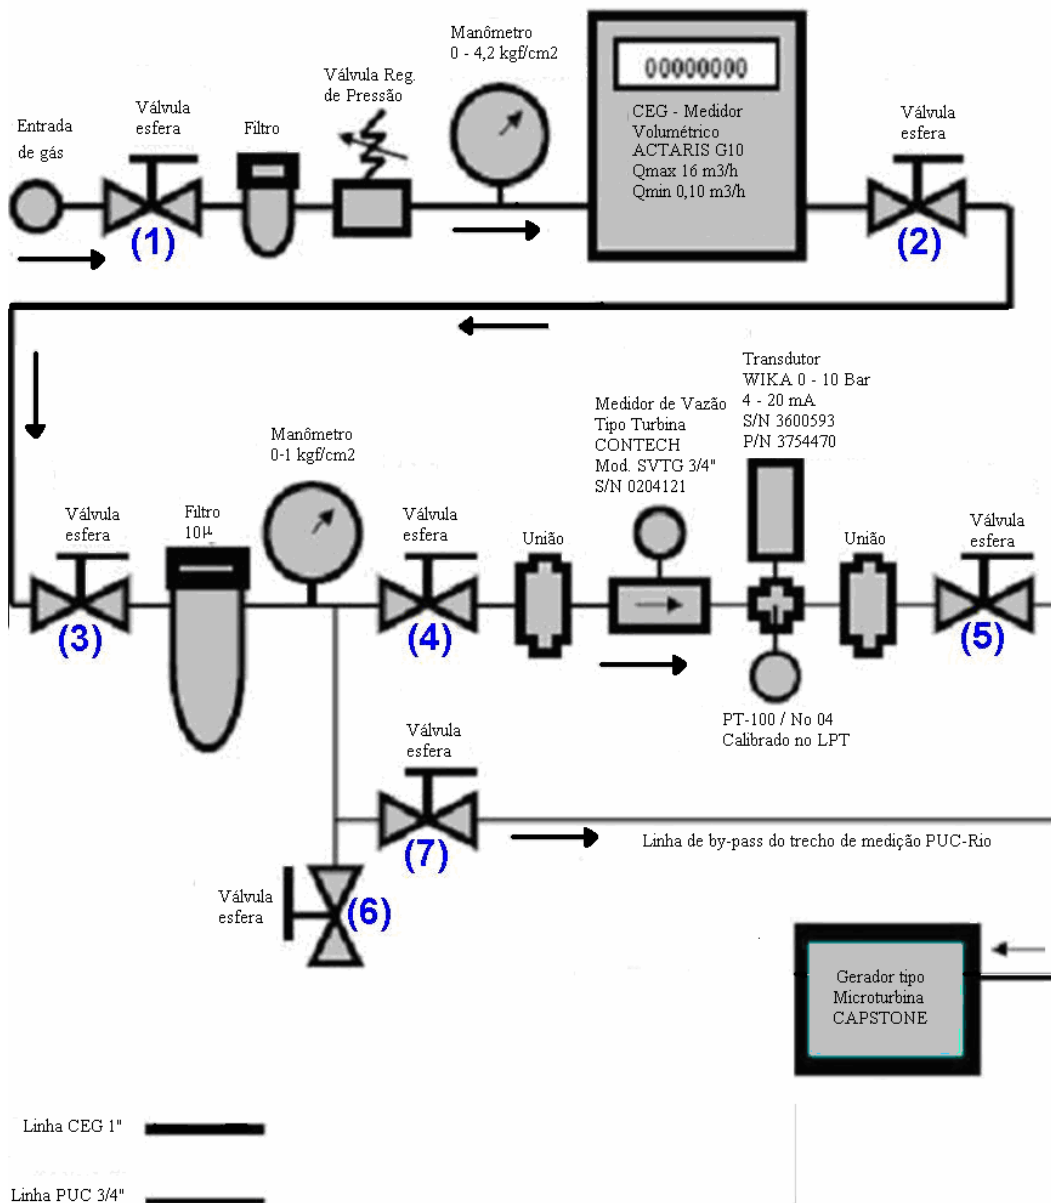 Manômetro
0 - 4,2 kgf/cm2
Válvula Reg.
de Pressão
Válvula
esfera
Filtro
Entrada
de gás
00000000
CEG - Medidor
Volumétrico
ACTARIS G10
Qmax 16 m3/h
Qmin 0,10 m3/h
Válvula
esfera
(1)
(2)
Transdutor
WIKA 0 - 10 Bar
4 - 20 mA
S/N 3600593
P/N 3754470
Medidor de Vazão
Tipo Turbina
CONTECH
Mod. SVTG 3/4"
S/N 0204121
Manômetro
0-1 kgf/cm2
Válvula
esfera
Filtro
10µ
Válvula
esfera
União
União
Válvula
esfera
(3)
(4)
(5)
PT-100 / No 04
Calibrado no LPT
Válvula
esfera
(7)
Linha de by-pass do trecho de medição PUC-Rio
Válvula
esfera
(6)
Gerador tipo
Microturbina
CAPSTONE
Linha CEG 1"
Linha PUC 3/4"